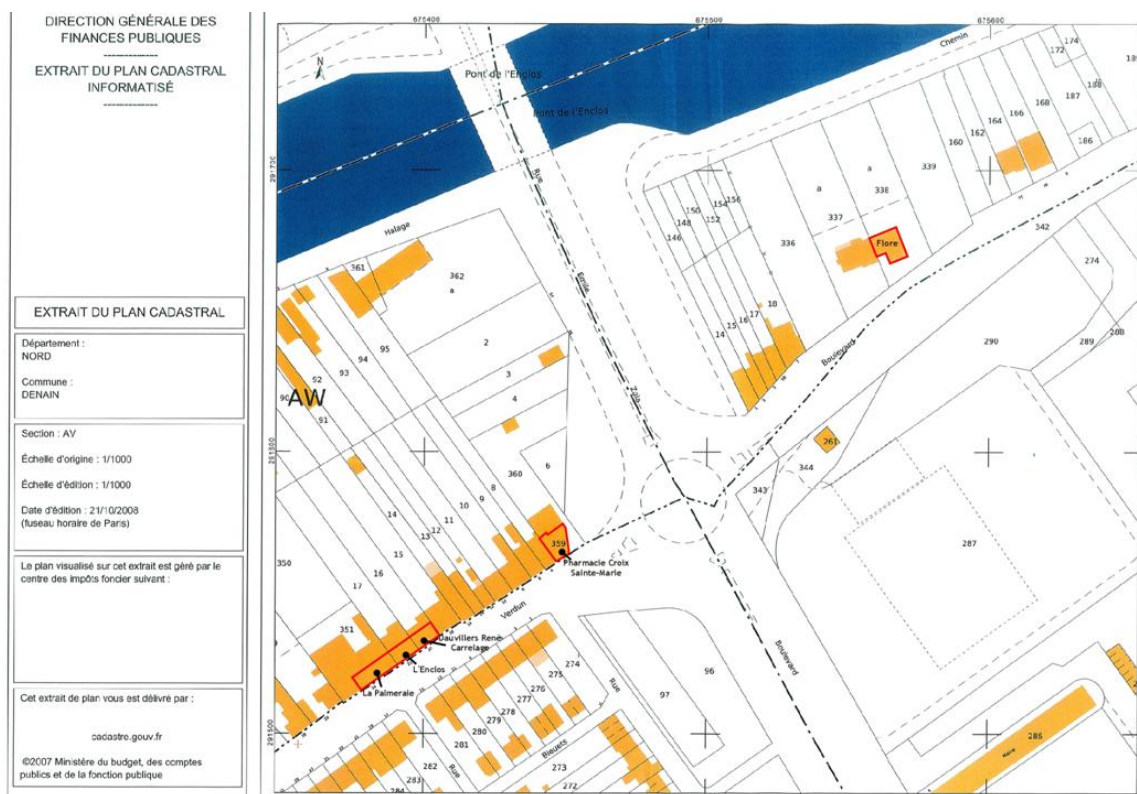 DIRECTION GÉNÉRALE DES
FINANCES PUBLIQUES
-------------
EXTRAIT DU PLAN CADASTRAL
INFORMATISÉ
-------------
EXTRAIT DU PLAN CADASTRAL
Département :
NORD
Commune :
DENAIN
Section : AV
Échelle d'origine : 1/1000
Échelle d'édition : 1/1000
Date d'édition : 21/10/2008
(fuseau horaire de Paris)
Le plan visualisé sur cet extrait est géré par le
centre des impôts foncier suivant :
Cet extrait de plan vous est délivré par :
cadastre.gouv.fr
©2007 Ministère du budget, des comptes
publics et de la fonction publique
675400
675500
675600
N
Pont de l'Enclos
Pont de l'Enclos
Chemin
174
172
188
187
168
166
164
162
160
186
339
a
338
a
337
336
342
274
291700
Rue
156
154
150
152
148
146
Flore
Halage
361
362
a
Emile
18
17
16
15
14
Boulevard
290
289
288
95
94
93
92
91
90
AW
2
3
4
Zola
261
344
343
291600
360
6
8
9
10
11
12
13
14
15
16
17
287
359
Pharmacie Croix
Sainte-Marie
350
351
Verdun
Dauvillers René
Carrelage
L'Enclos
La Palmeraie
Boulevard
274
275
276
277
278
279
280
281
Rue
97
96
291500
Bleuets
Rue
282
283
284
273
272
285